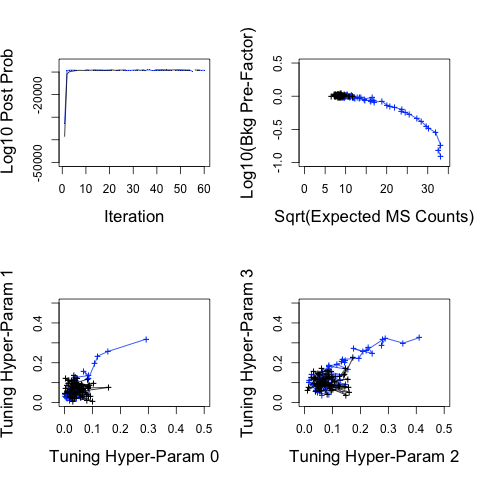 Log10 Post Prob
-50000
-20000
0 10 20 30 40 50 60
Iteration
Log10(Bkg Pre-Factor)
-1.0 -0.5 0.0 0.5
0 5 10 15 20 30
Sqrt(Expected MS Counts)
Tuning Hyper-Param 1
0.0 0.2 0.4
0.0 0.1 0.2 0.3 0.4 0.5
Tuning Hyper-Param 0
Tuning Hyper-Param 3
0.0 0.2 0.4
0.0 0.1 0.2 0.3 0.4 0.5
Tuning Hyper-Param 2